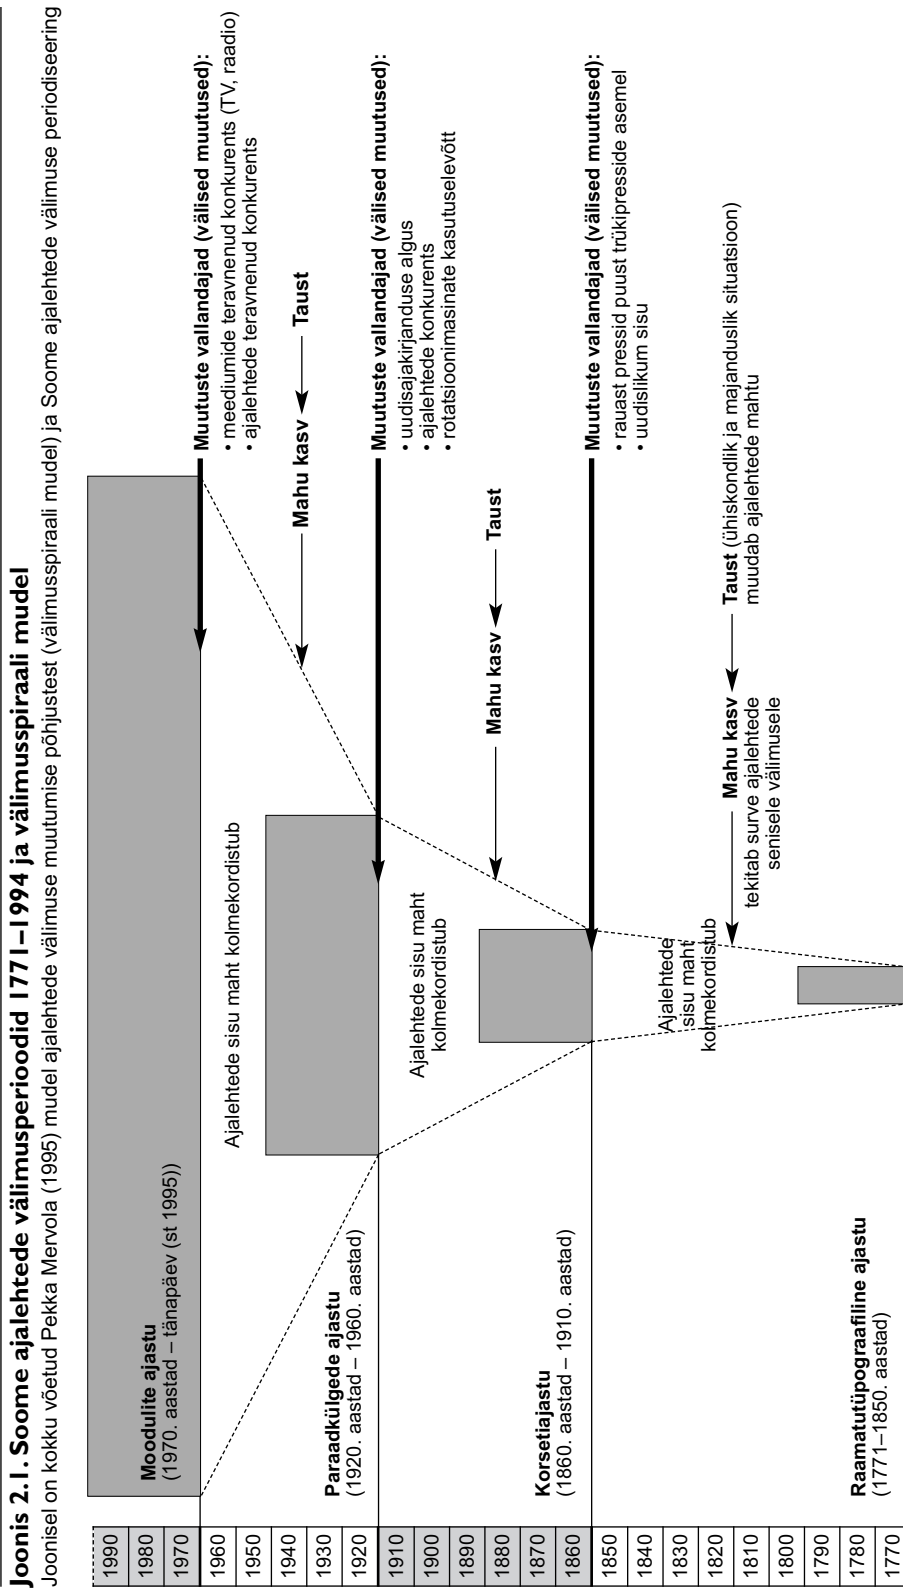 Joonis 2.1. Soome ajalehtede välimusperioodid 1771–1994 ja välimusspiraali mudel
Joonisel on kokku võetud Pekka Mervola (1995) mudel ajalehtede välimuse muutumise põhjustest (välimusspiraali mudel) ja Soome ajalehtede välimuse periodiseering
1990
1980
1970
1960
1950
1940
1930
1920
1910
1900
1890
1880
1870
1860
1850
1840
1830
1820
1810
1800
1790
1780
1770
Moodulite ajastu
(1970. aastad – tänapäev (st 1995))
Muutuste vallandajad (välised muutused):
• meediumide teravnenud konkurents (TV, raadio)
• ajalehtede teravnenud konkurents
Ajalehtede sisu maht kolmekordistub
Mahu kasv
Taust
Paraadkülgede ajastu
(1920. aastad – 1960. aastad)
Muutuste vallandajad (välised muutused):
• uudisajakirjanduse algus
• ajalehtede konkurents
• rotatsioonimasinate kasutuselevõtt
Ajalehtede sisu maht
kolmekordistub
Mahu kasv
Taust
Korsetiajastu
(1860. aastad – 1910. aastad)
Muutuste vallandajad (välised muutused):
• rauast pressid puust trükipresside asemel
• uudislikum sisu
Ajalehtede
sisu maht
kolmekordistub
Mahu kasv
tekitab surve ajalehtede
senisele välimusele
Taust (ühiskondlik ja majanduslik situatsioon)
muudab ajalehtede mahtu
Raamatutüpograafiline ajastu
(1771–1850. aastad)